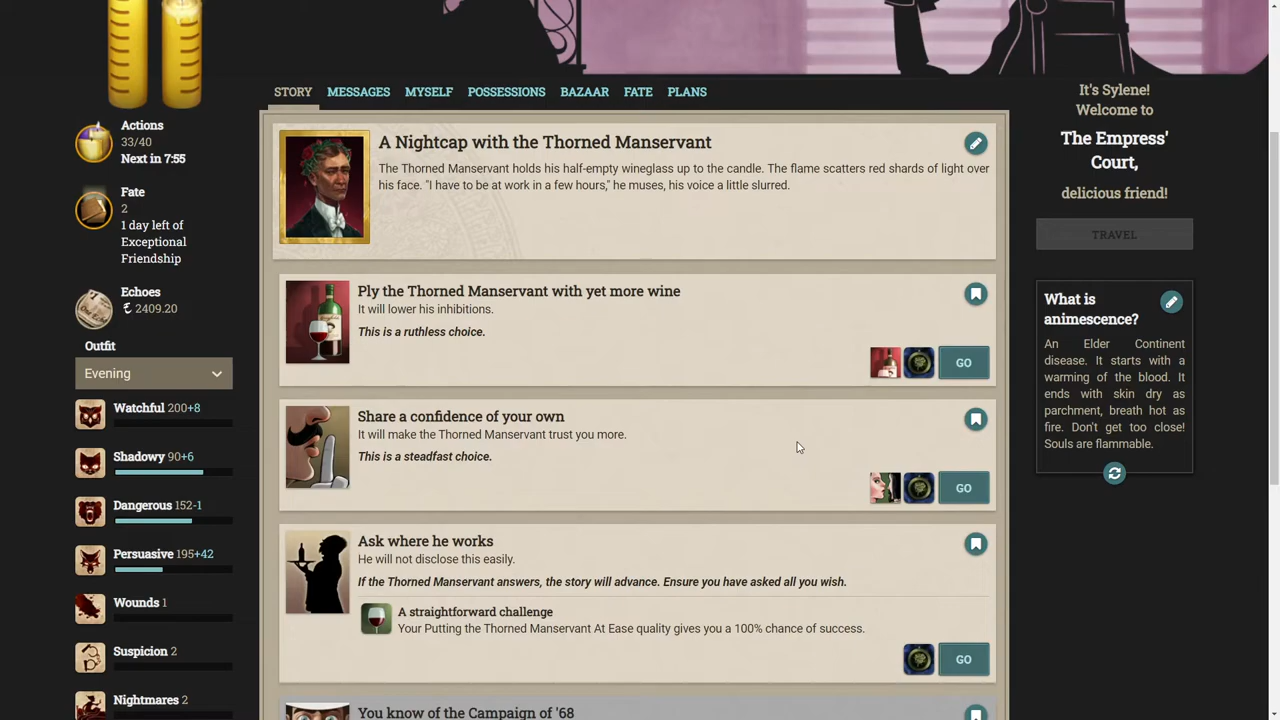 STORY MESSAGES MYSELF POSSESSIONS BAZAAR FATE PLANS
Actions
33/40
Next in 7:55
Fate
2
1 day left of
Exceptional
Friendship
Echoes
2409.20
Outfit
Evening
Watchful 200+8
Shadowy 90+6
Dangerous 152-1
Persuasive 195+42
Wounds 1
Suspicion 2
Nightmares 2
A Nightcap with the Thorned Manservant
The Thorned Manservant holds his half-empty wineglass up to the candle. The flame scatters red shards of light over
his face. "I have to be at work in a few hours," he muses, his voice a little slurred.
Ply the Thorned Manservant with yet more wine
It will lower his inhibitions.
This is a ruthless choice.
GO
Share a confidence of your own
It will make the Thorned Manservant trust you more.
This is a steadfast choice.
GO
Ask where he works
He will not disclose this easily.
If the Thorned Manservant answers, the story will advance. Ensure you have asked all you wish.
A straightforward challenge
Your Putting the Thorned Manservant At Ease quality gives you a 100% chance of success.
GO
You know of the Campaign of '68
It's Sylene!
Welcome to
The Empress'
Court,
delicious friend!
TRAVEL
What is
animescence?
An Elder Continent
disease. It starts with a
warming of the blood. It
ends with skin dry as
parchment, breath hot as
fire. Don't get too close!
Souls are flammable.